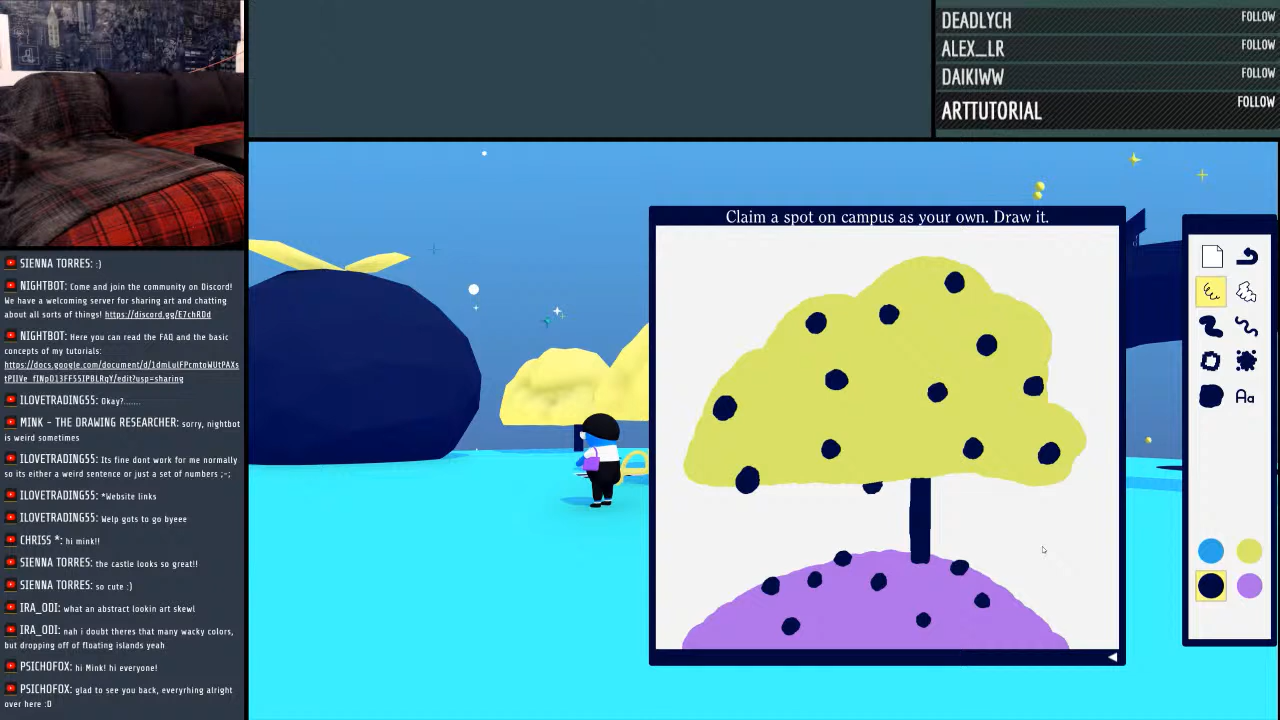 DEADLYCH FOLLOW
ALEX_LR FOLLOW
DAIKIWW FOLLOW
ARTTUTORIAL FOLLOW
Claim a spot on campus as your own. Draw it.
Aa
SIENNA TORRES: :)
NIGHTBOT: Come and join the community on Discord!
We have a welcoming server for sharing art and chatting
about all sorts of things! https://discord.gg/E7chRDd
NIGHTBOT: Here you can read the FAQ and the basic
concepts of my tutorials:
ILOVETRADING55: Okay?.......
MINK - THE DRAWING RESEARCHER: sorry, nightbot
is weird sometimes
ILOVETRADING55: Its fine dont work for me normally
so its either a weird sentence or just a set of numbers ;-;
ILOVETRADING55: *Website links
ILOVETRADING55: Welp gots to go byeee
CHRISS *: hi mink!!
SIENNA TORRES: the castle looks so great!!
SIENNA TORRES: so cute :)
IRA_ODI: what an abstract lookin art skewl
IRA_ODI: nah i doubt theres that many wacky colors,
but dropping off of floating islands yeah
PSICHOFOX: hi Mink! hi everyone!
PSICHOFOX: glad to see you back, everyrhing alright
over here :D